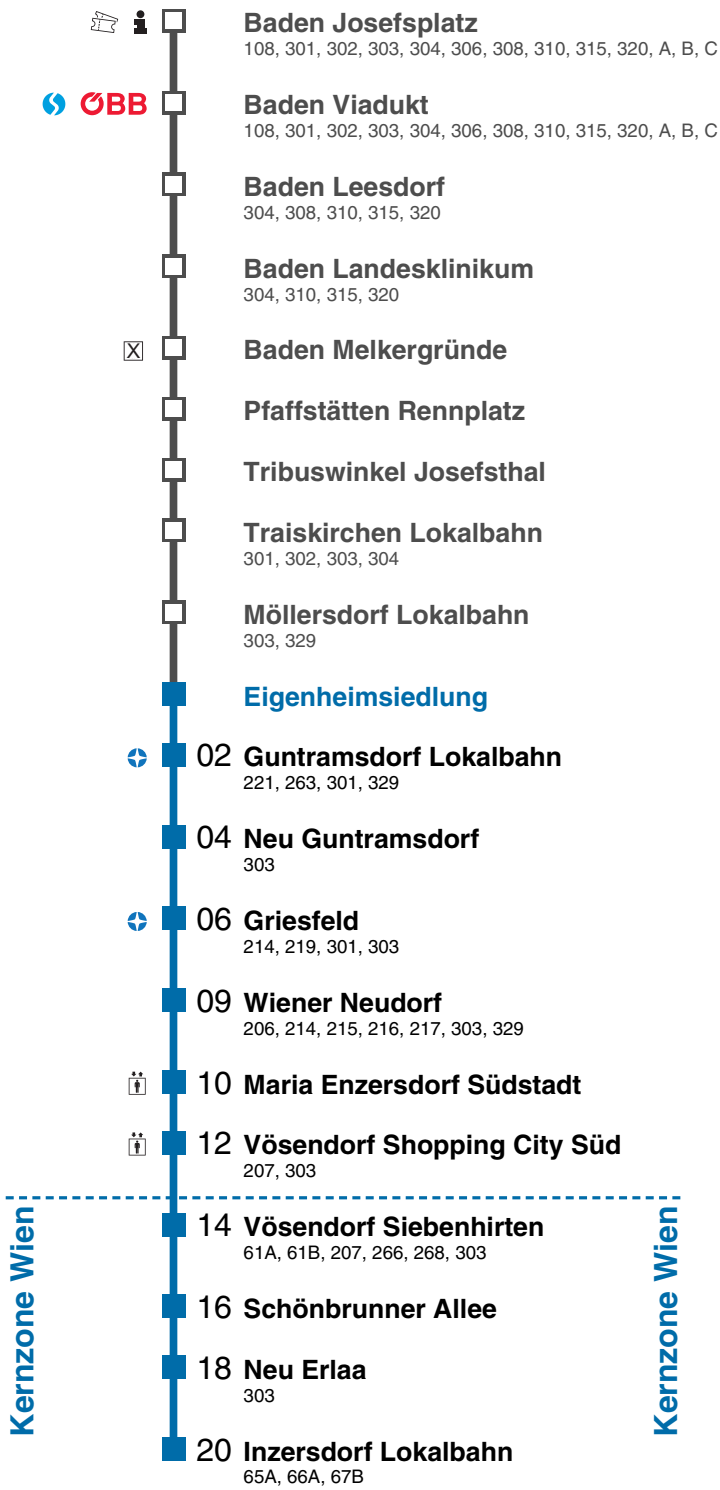 Baden Josefsplatz
108, 301, 302, 303, 304, 306, 308, 310, 315, 320, A, B, C
ÖBB Baden Viadukt
108, 301, 302, 303, 304, 306, 308, 310, 315, 320, A, B, C
Baden Leesdorf
304, 308, 310, 315, 320
Baden Landesklinikum
304, 310, 315, 320
X Baden Melkergründe
Pfaffstätten Rennplatz
Tribuswinkel Josefsthal
Traiskirchen Lokalbahn
301, 302, 303, 304
Möllersdorf Lokalbahn
303, 329
Eigenheimsiedlung
02 Guntramsdorf Lokalbahn
221, 263, 301, 329
04 Neu Guntramsdorf
303
06 Griesfeld
214, 219, 301, 303
09 Wiener Neudorf
206, 214, 215, 216, 217, 303, 329
10 Maria Enzersdorf Südstadt
12 Vösendorf Shopping City Süd
207, 303
Kernzone Wien
14 Vösendorf Siebenhirten
61A, 61B, 207, 266, 268, 303
16 Schönbrunner Allee
18 Neu Erlaa
303
20 Inzersdorf Lokalbahn
65A, 66A, 67B
Kernzone Wien